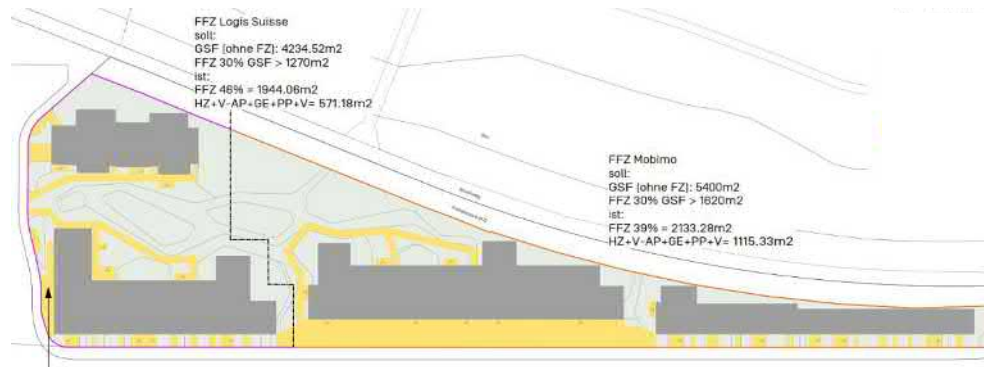 FFZ Logis Suisse
soll:
GSF (ohne FZ): 4234.52m2
FFZ 30% GSF > 1270m2
ist:
FFZ 46% = 1944.06m2
HZ+V-AP+GE+PP+V= 571.18m2
FFZ Mobimo
soll:
GSF (ohne FZ): 5400m2
FFZ 30% GSF > 1620m2
ist:
FFZ 39% = 2133.28m2
HZ+V-AP+GE+PP+V= 1115.33m2